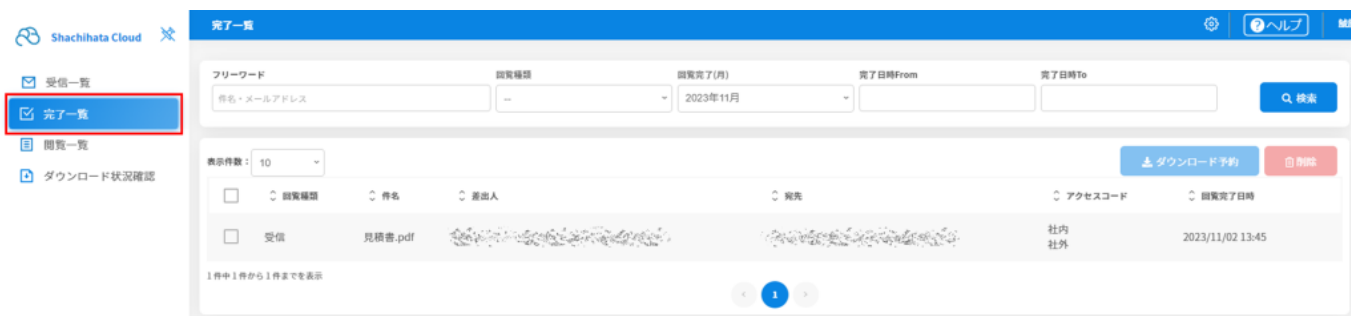 Shachihata Cloud
受信一覧
完了一覧
閲覧一覧
ダウンロード状況確認
完了一覧
?ヘルプ
フリーワード
件名・メールアドレス
回覧種類
--
回覧完了(月)
2023年11月
完了日時From
完了日時To
検索
表示件数：
10
ダウンロード予約
削除
回覧種類 件名 差出人 宛先 アクセスコード 回覧完了日時
受信 見積書.pdf 社内 2023/11/02 13:45
社外
1 件中 1 件から 1 件までを表示
‹ 1 ›